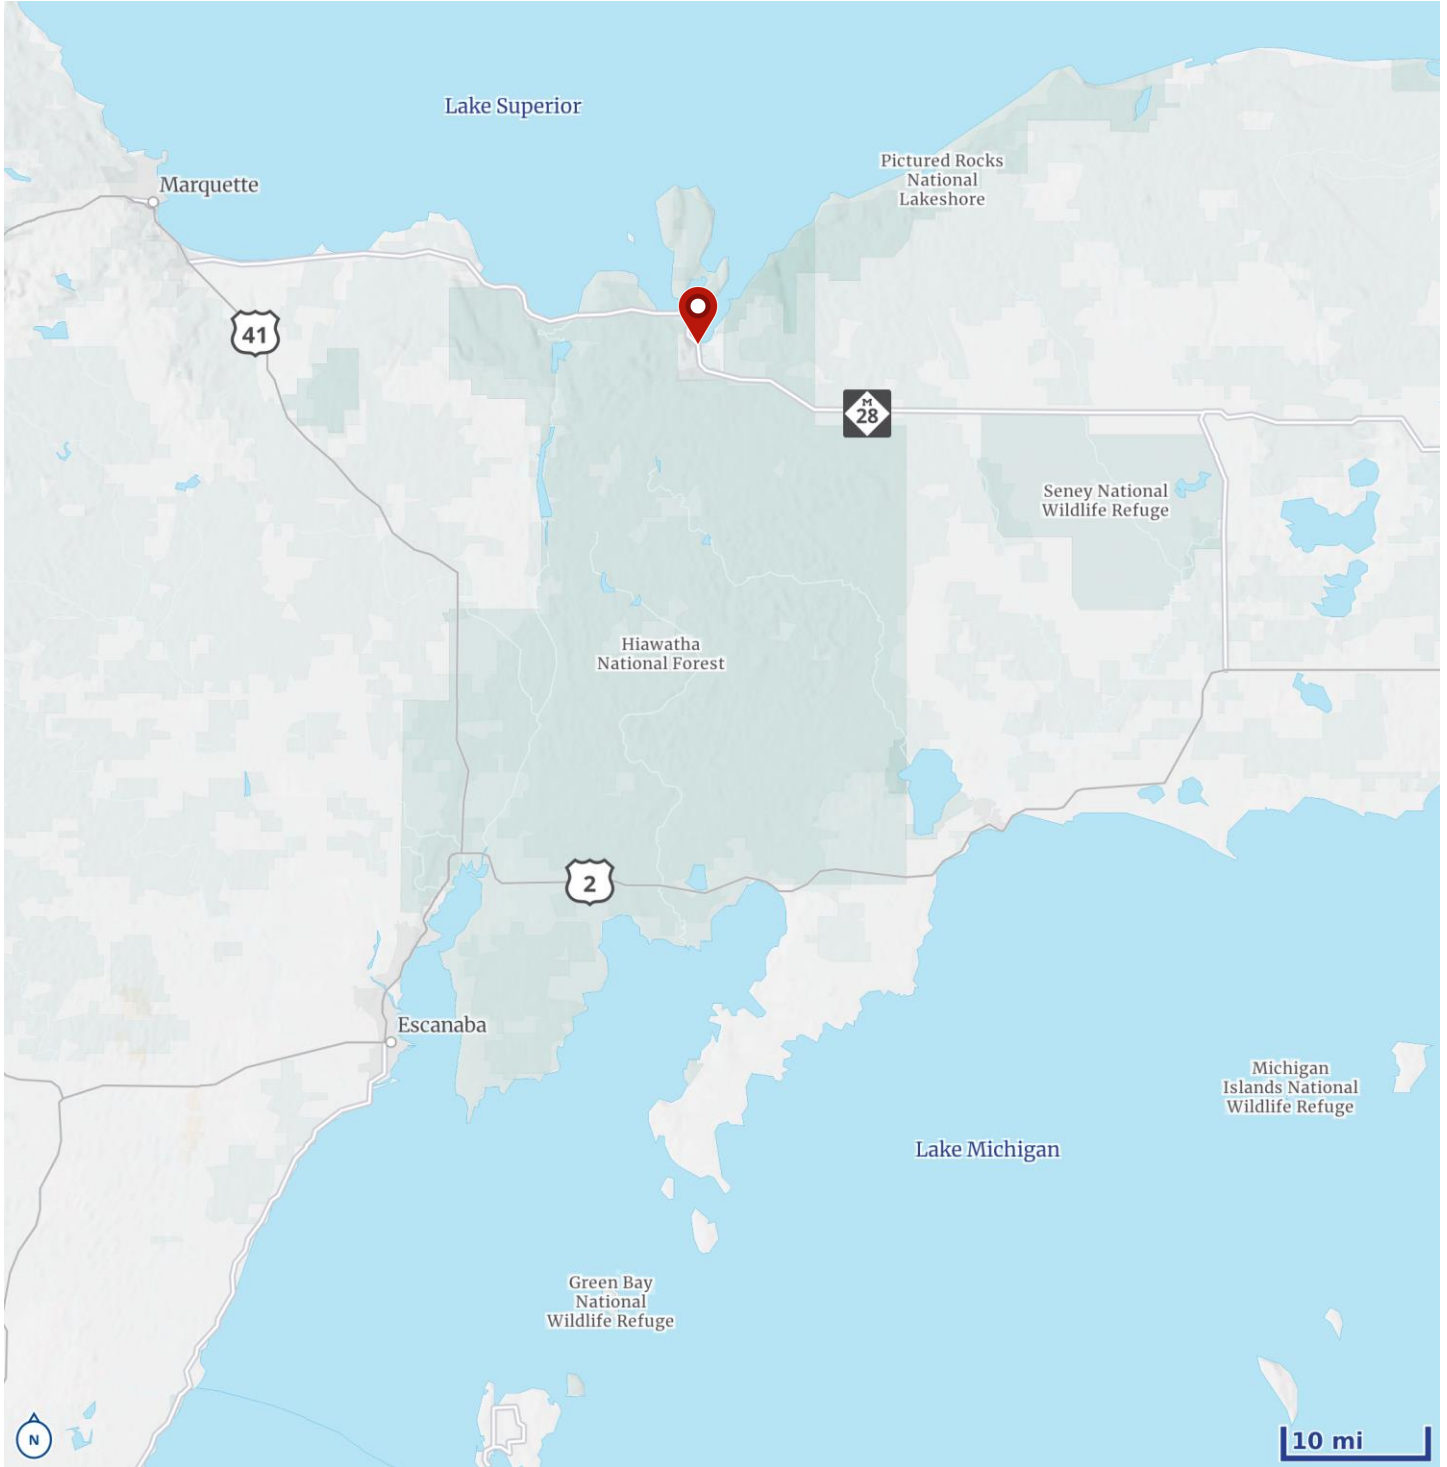 Lake Superior
Pictured Rocks
National
Lakeshore
Marquette
41
M
28
Seney National
Wildlife Refuge
Hiawatha
National Forest
2
Escanaba
Michigan
Islands National
Wildlife Refuge
Lake Michigan
Green Bay
National
Wildlife Refuge
N
10 mi